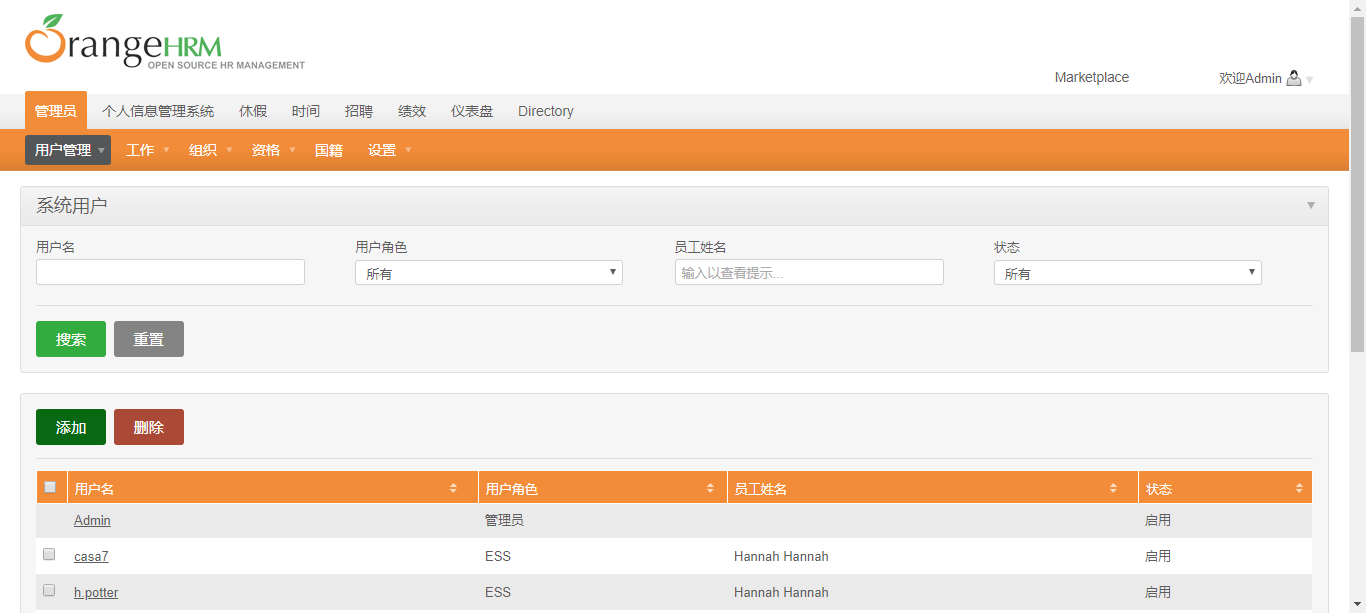 OrangeHRM
OPEN SOURCE HR MANAGEMENT
Marketplace 欢迎Admin
管理员 个人信息管理系统 休假 时间 招聘 绩效 仪表盘 Directory
用户管理 工作 组织 资格 国籍 设置
系统用户
用户名 用户角色 员工姓名 状态
所有 输入以查看提示... 所有
搜索 重置
添加 删除
用户名 用户角色 员工姓名 状态
Admin 管理员 启用
casa7 ESS Hannah Hannah 启用
h.potter ESS Hannah Hannah 启用